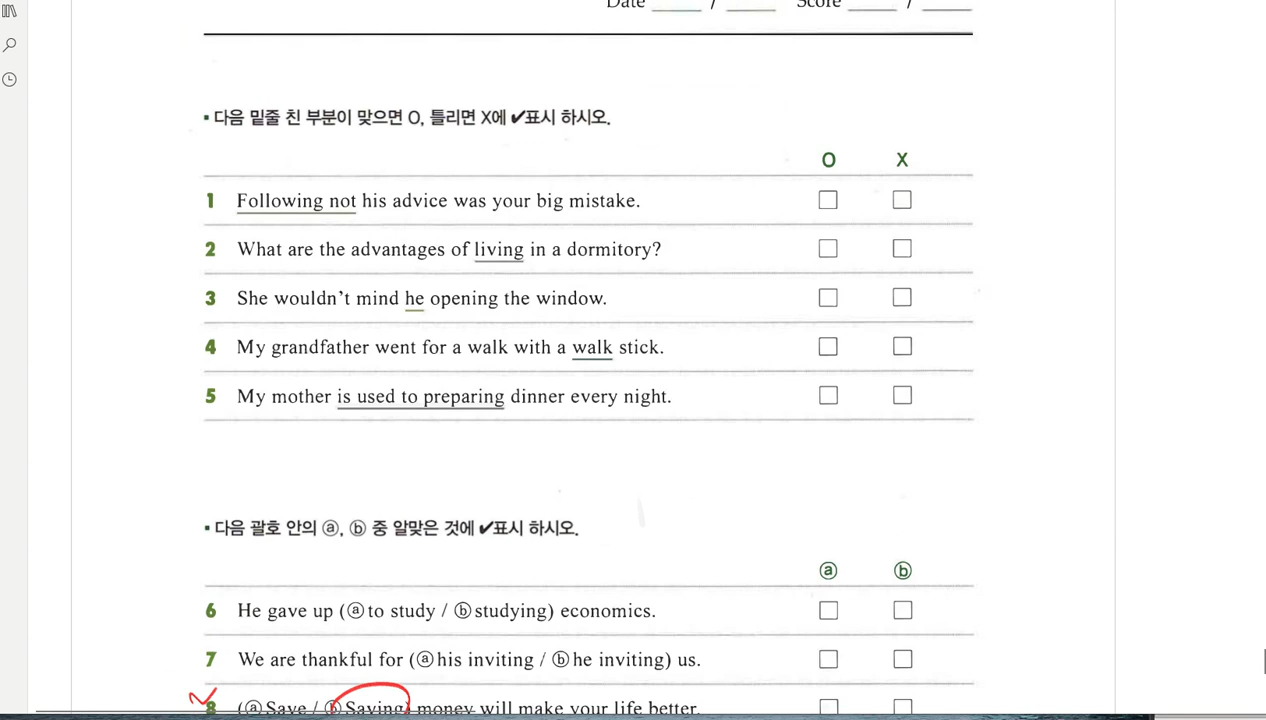 Date ____ / ____ Score ____ / ____
▪ 다음 밑줄 친 부분이 맞으면 O, 틀리면 X에 ✔표시 하시오.
O X
1 Following not his advice was your big mistake. □ □
2 What are the advantages of living in a dormitory? □ □
3 She wouldn't mind he opening the window. □ □
4 My grandfather went for a walk with a walk stick. □ □
5 My mother is used to preparing dinner every night. □ □
▪ 다음 괄호 안의 ⓐ, ⓑ 중 알맞은 것에 ✔표시 하시오.
ⓐ ⓑ
6 He gave up (ⓐ to study / ⓑ studying) economics. □ □
7 We are thankful for (ⓐ his inviting / ⓑ he inviting) us. □ □
8 (ⓐ Save / ⓑ Saving) money will make your life better. □ □